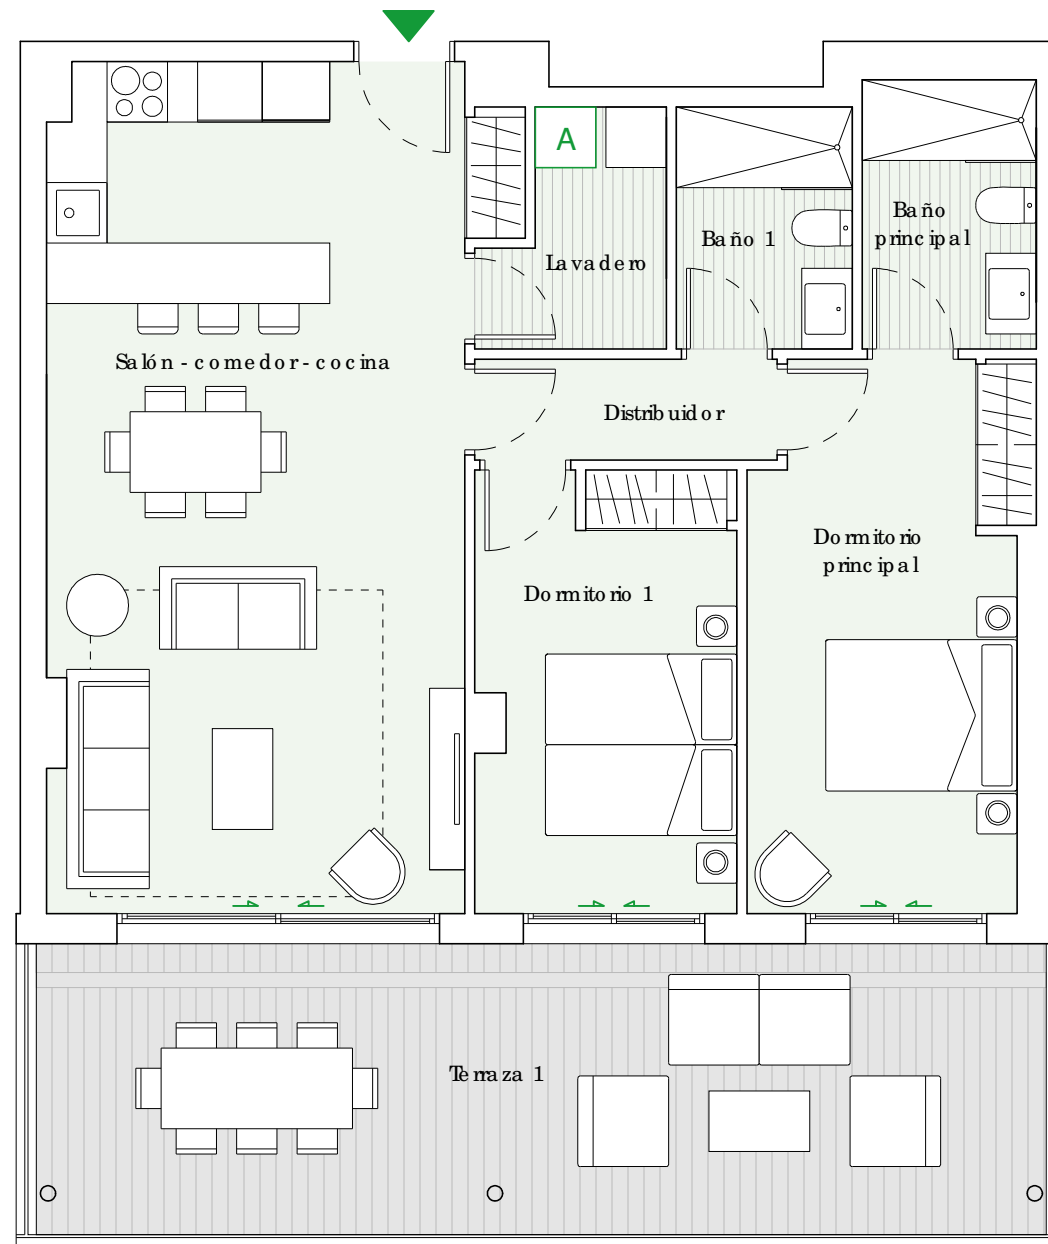 A
Baño
principal
Baño 1
Lavadero
Salón-comedor-cocina
Distribuidor
Dormitorio
principal
Dormitorio 1
Terraza 1